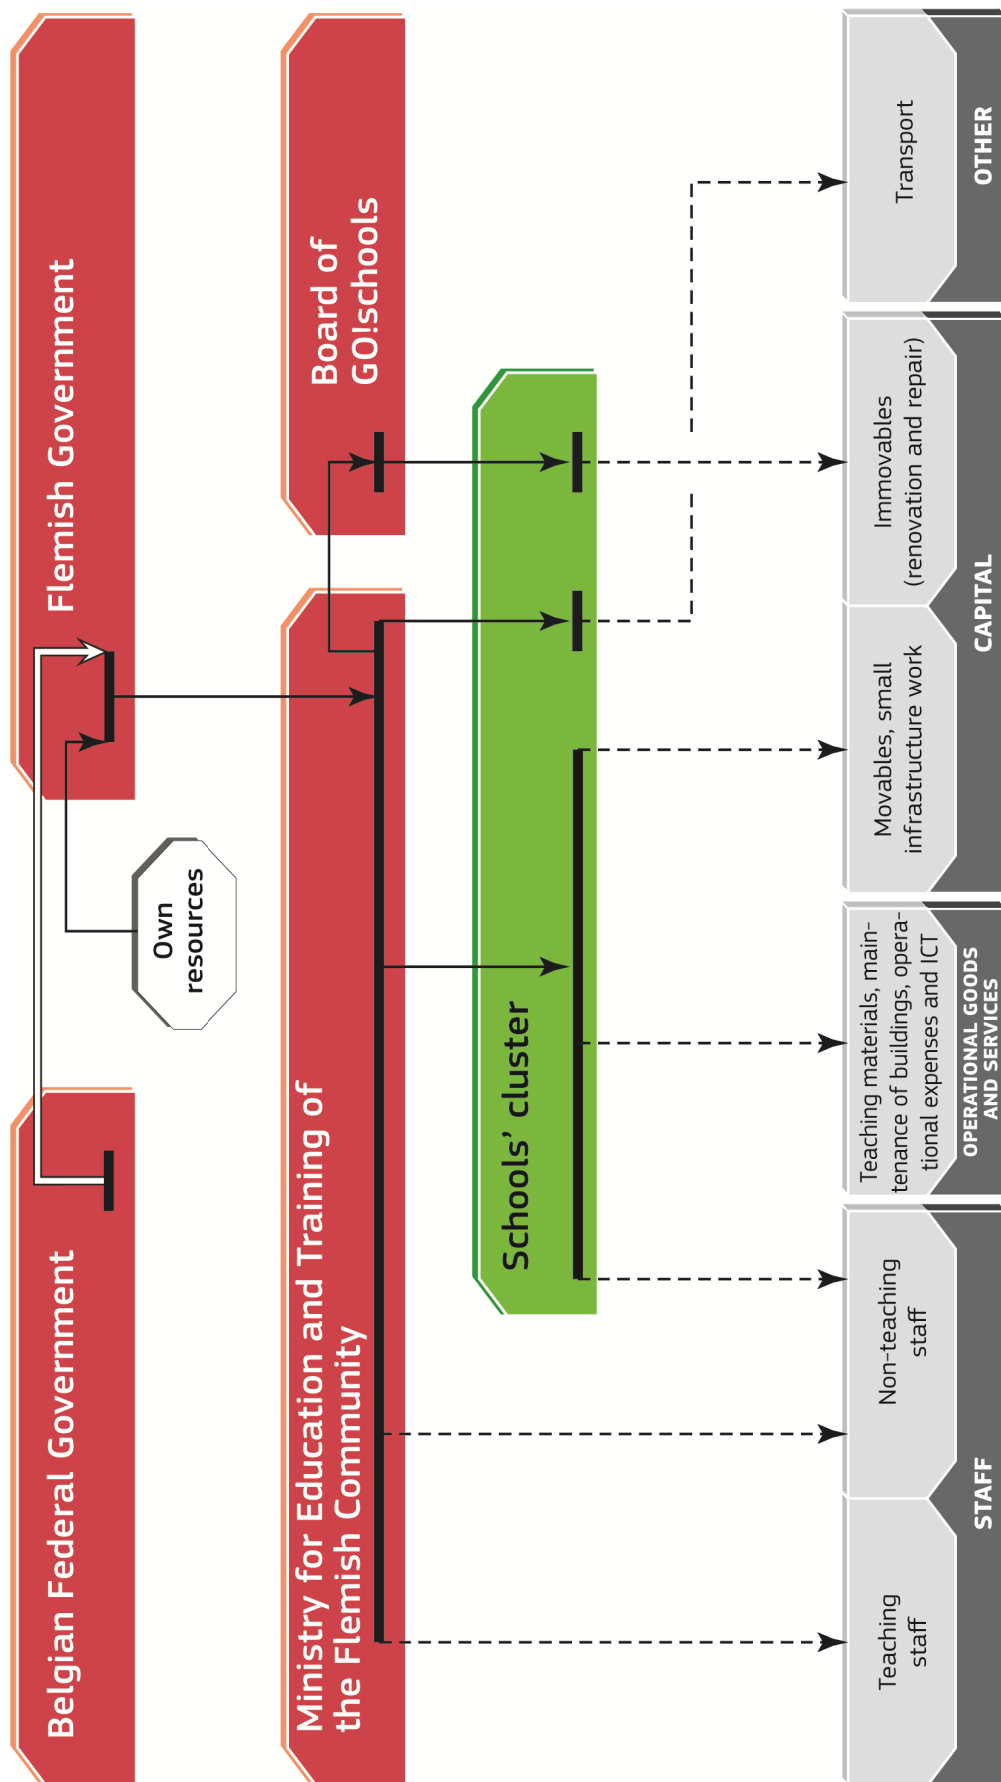 Belgian Federal Government
Flemish Government
Own
resources
Ministry for Education and Training of
the Flemish Community
Board of
GO!schools
Schools’ cluster
Teaching
staff
Non-teaching
staff
Teaching materials, main-
tenance of buildings, opera-
tional expenses and ICT
Movables, small
infrastructure work
Immovables
(renovation and repair)
Transport
STAFF
OPERATIONAL GOODS
AND SERVICES
CAPITAL
OTHER